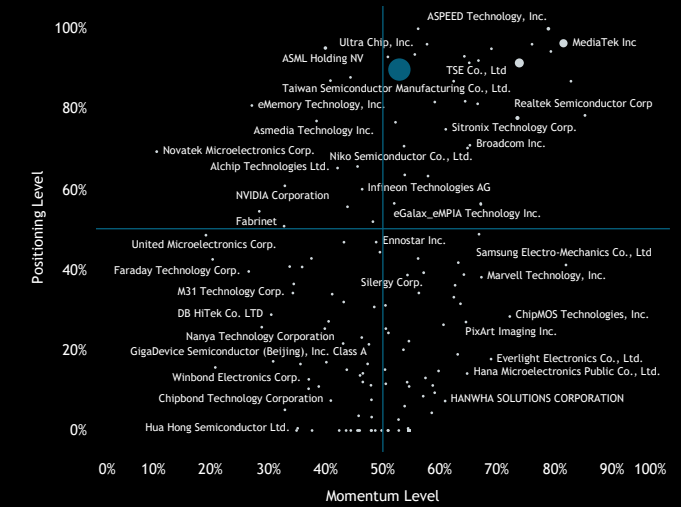 ASPEED Technology, Inc.
100%
Ultra Chip, Inc.
MediaTek Inc
ASML Holding NV
TSE Co., Ltd
Taiwan Semiconductor Manufacturing Co., Ltd.
80%
eMemory Technology, Inc.
Realtek Semiconductor Corp
Asmedia Technology Inc.
Sitronix Technology Corp.
Broadcom Inc.
Novatek Microelectronics Corp.
Niko Semiconductor Co., Ltd.
Alchip Technologies Ltd.
60%
Infineon Technologies AG
NVIDIA Corporation
eGalax_eMPIA Technology Inc.
Fabrinet
Positioning Level
United Microelectronics Corp.
Ennostar Inc.
Samsung Electro-Mechanics Co., Ltd
40%
Faraday Technology Corp.
Marvell Technology, Inc.
Silergy Corp.
M31 Technology Corp.
DB HiTek Co. LTD
ChipMOS Technologies, Inc.
PixArt Imaging Inc.
Nanya Technology Corporation
20%
GigaDevice Semiconductor (Beijing), Inc. Class A
Everlight Electronics Co., Ltd.
Hana Microelectronics Public Co., Ltd.
Winbond Electronics Corp.
Chipbond Technology Corporation
HANWHA SOLUTIONS CORPORATION
0%
Hua Hong Semiconductor Ltd.
0% 10% 20% 30% 40% 50% 60% 70% 80% 90% 100%
Momentum Level